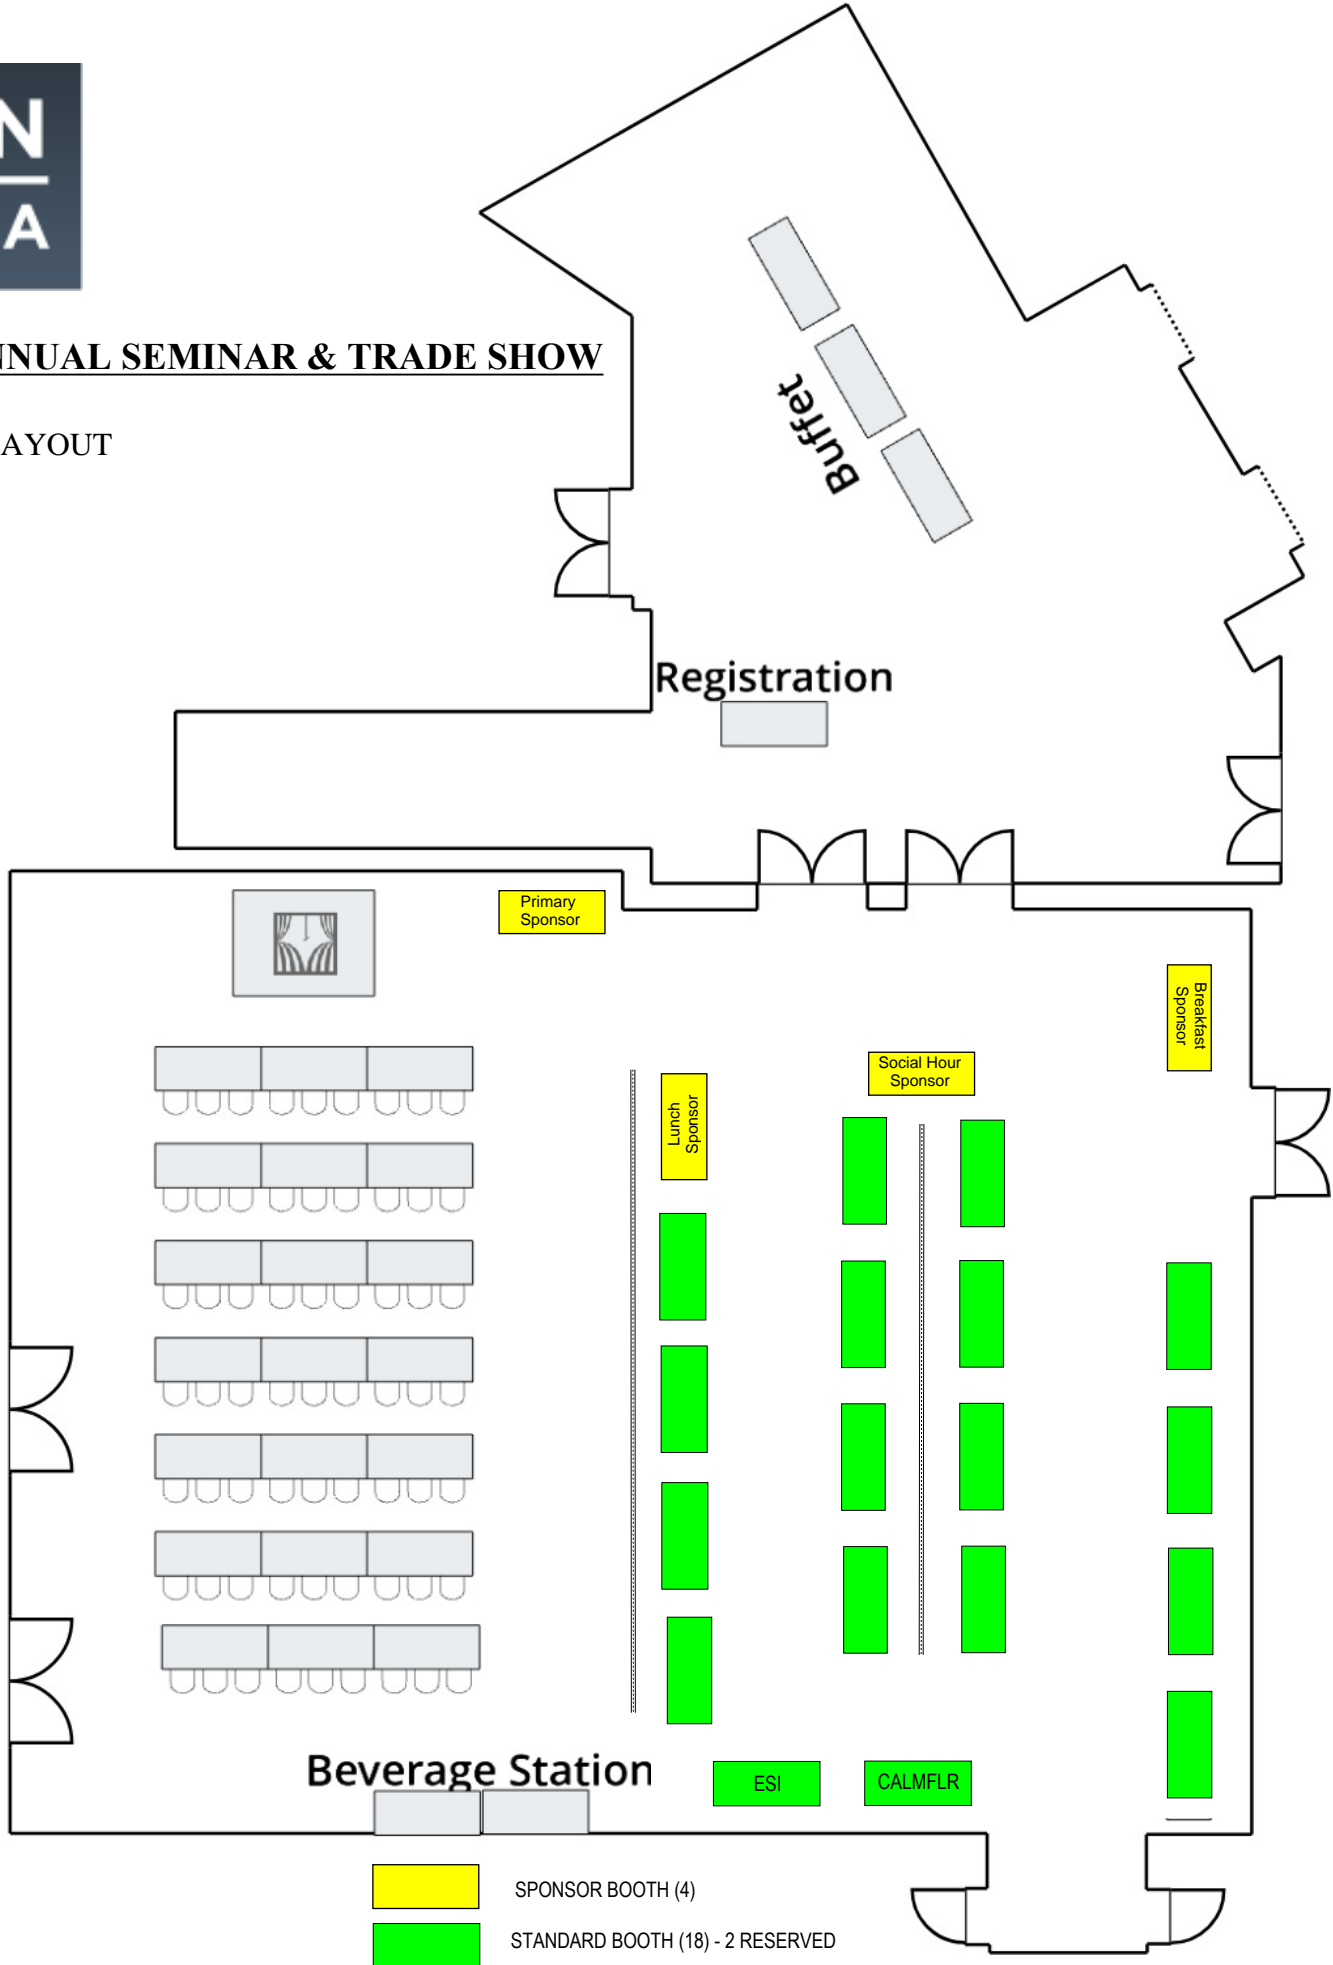 N
A
NNUAL SEMINAR & TRADE SHOW
AYOUT
Buffet
Registration
Primary
Sponsor
Breakfast
Sponsor
Social Hour
Sponsor
Lunch
Sponsor
Beverage Station
ESI
CALMFLR
SPONSOR BOOTH (4)
STANDARD BOOTH (18) - 2 RESERVED